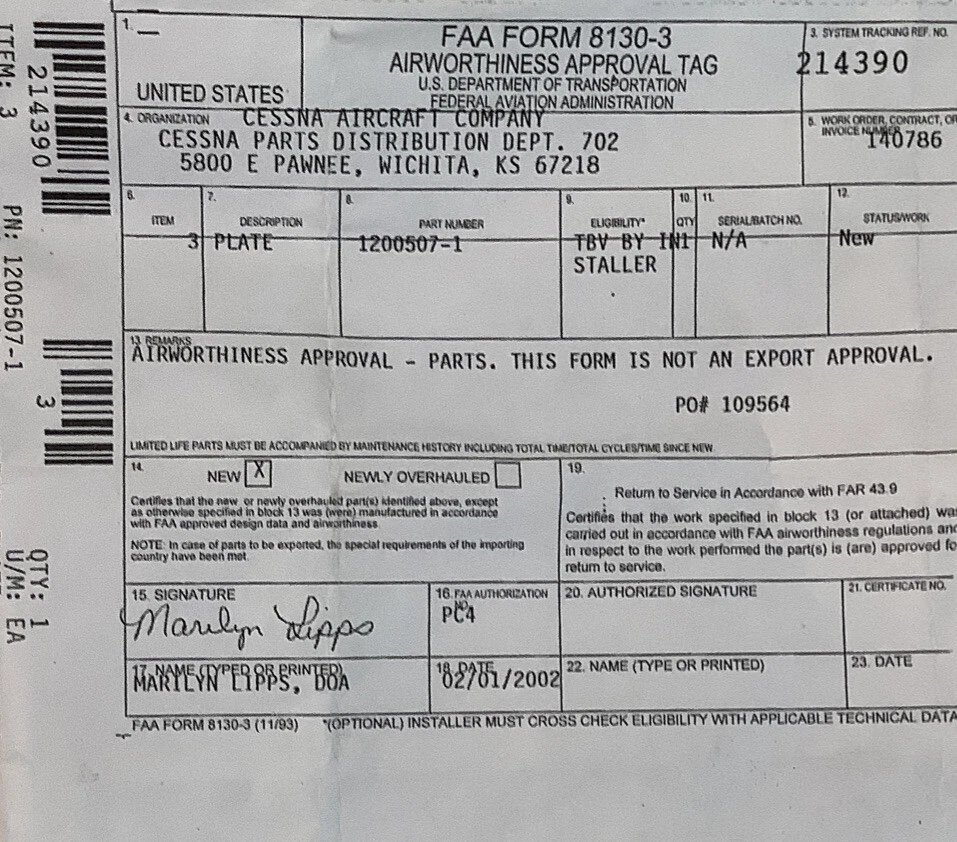 ITEM: 3
214390
PN: 1200507-1
3
QTY: 1
U/M: EA
1.
UNITED STATES
FAA FORM 8130-3
AIRWORTHINESS APPROVAL TAG
U.S. DEPARTMENT OF TRANSPORTATION
FEDERAL AVIATION ADMINISTRATION
3. SYSTEM TRACKING REF. NO.
214390
4. ORGANIZATION CESSNA AIRCRAFT COMPANY
CESSNA PARTS DISTRIBUTION DEPT. 702
5800 E PAWNEE, WICHITA, KS 67218
5. WORK ORDER, CONTRACT, OR
INVOICE NUMBER
140786
6. ITEM 7. DESCRIPTION 8. PART NUMBER 9. ELIGIBILITY* 10. QTY 11. SERIAL/BATCH NO. 12. STATUS/WORK
3 PLATE 1200507-1 TBV BY IN1 N/A New
STALLER
13. REMARKS
AIRWORTHINESS APPROVAL - PARTS. THIS FORM IS NOT AN EXPORT APPROVAL.
PO# 109564
LIMITED LIFE PARTS MUST BE ACCOMPANIED BY MAINTENANCE HISTORY INCLUDING TOTAL TIME/TOTAL CYCLES/TIME SINCE NEW.
14. NEW X NEWLY OVERHAULED
Certifies that the new or newly overhauled part(s) identified above, except
as otherwise specified in block 13 was (were) manufactured in accordance
with FAA approved design data and airworthiness.
NOTE: In case of parts to be exported, the special requirements of the importing
country have been met.
19.
Return to Service in Accordance with FAR 43.9
Certifies that the work specified in block 13 (or attached) was
carried out in accordance with FAA airworthiness regulations and
in respect to the work performed the part(s) is (are) approved fo
return to service.
15. SIGNATURE
Marilyn Lipps
16. FAA AUTHORIZATION NO.
PC4
20. AUTHORIZED SIGNATURE
21. CERTIFICATE NO.
17. NAME (TYPED OR PRINTED)
MARILYN LIPPS, DOA
18. DATE
02/01/2002
22. NAME (TYPE OR PRINTED)
23. DATE
FAA FORM 8130-3 (11/93) *(OPTIONAL) INSTALLER MUST CROSS CHECK ELIGIBILITY WITH APPLICABLE TECHNICAL DATA